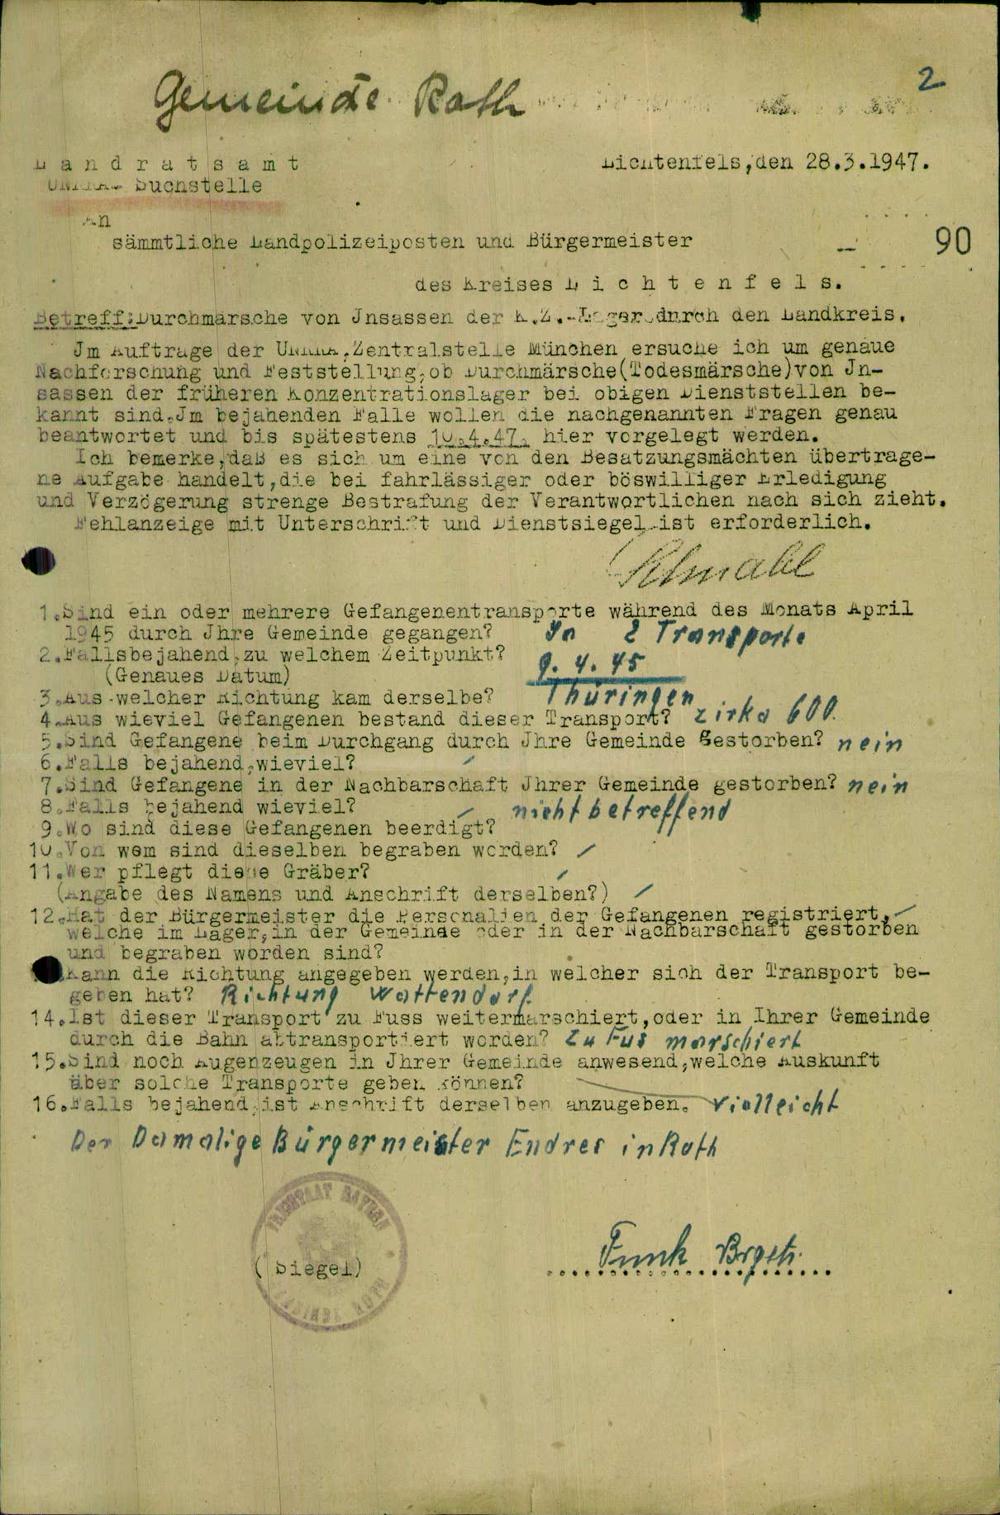 Gemeinde Roth
2
Landratsamt Lichtenfels,den 28.3.1947.
Suchstelle
An
sämmtliche Landpolizeiposten und Bürgermeister
90
des Kreises Lichtenfels.
Betreff:Durchmärsche von Jnsassen der K.Z.-Lager durch den Landkreis.
Jm Auftrage der Zentralstelle München ersuche ich um genaue
Nachforschung und Feststellung,ob Durchmärsche(Todesmärsche)von Jn-
sassen der früheren Konzentrationslager bei obigen Dienststellen be-
kannt sind.Jm bejahenden Falle wollen die nachgenannten Fragen genau
beantwortet und bis spätestens 10.4.47. hier vorgelegt werden.
Ich bemerke,daß es sich um eine von den Besatzungsmächten übertrage-
ne Aufgabe handelt,die bei fahrlässiger oder böswilliger Erledigung
und Verzögerung strenge Bestrafung der Verantwortlichen nach sich zieht.
Fehlanzeige mit Unterschrift und Dienstsiegel ist erforderlich.
1.Sind ein oder mehrere Gefangenentransporte während des Monats April
1945 durch Jhre Gemeinde gegangen? Ja 2 Transporte
2.Fallsbejahend,zu welchem Zeitpunkt? 9. 4. 45
(Genaues Datum)
3.Aus welcher Richtung kam derselbe? Thüringen
4.Aus wieviel Gefangenen bestand dieser Transport? zirka 600.
5.Sind Gefangene beim Durchgang durch Jhre Gemeinde gestorben? nein
6.Falls bejahend,wieviel?
7.Sind Gefangene in der Nachbarschaft Jhrer Gemeinde gestorben? nein
8.Falls bejahend wieviel? nicht betreffend
9.Wo sind diese Gefangenen beerdigt?
10.Von wem sind dieselben begraben worden?
11.Wer pflegt diese Gräber?
(Angabe des Namens und Anschrift derselben?)
12.Hat der Bürgermeister die Personalien der Gefangenen registriert,
welche im Lager,in der Gemeinde oder in der Nachbarschaft gestorben
und begraben worden sind?
Kann die Richtung angegeben werden,in welcher sich der Transport be-
geben hat? Richtung Wattendorf
14.Ist dieser Transport zu Fuss weitermarschiert,oder in Ihrer Gemeinde
durch die Bahn abtransportiert worden? Zu Fus marschiert
15.Sind noch Augenzeugen in Jhrer Gemeinde anwesend,welche Auskunft
über solche Transporte geben können?
16.Falls bejahend,ist Anschrift derselben anzugeben. Vielleicht
Der Damalige Bürgermeister Endres in Roth
FREISTAAT BAYERN
(Siegel)
GEMEINDE ROTH
Funk Brgstr.